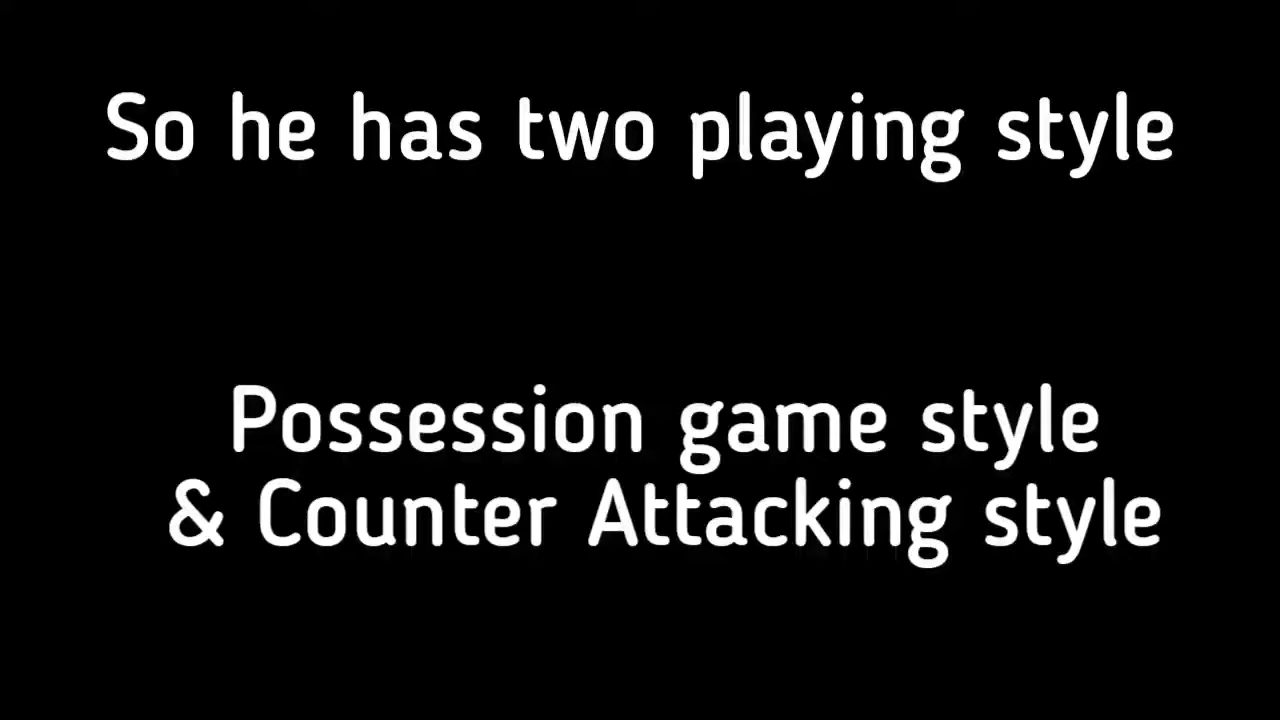 So he has two playing style
Possession game style
& Counter Attacking style